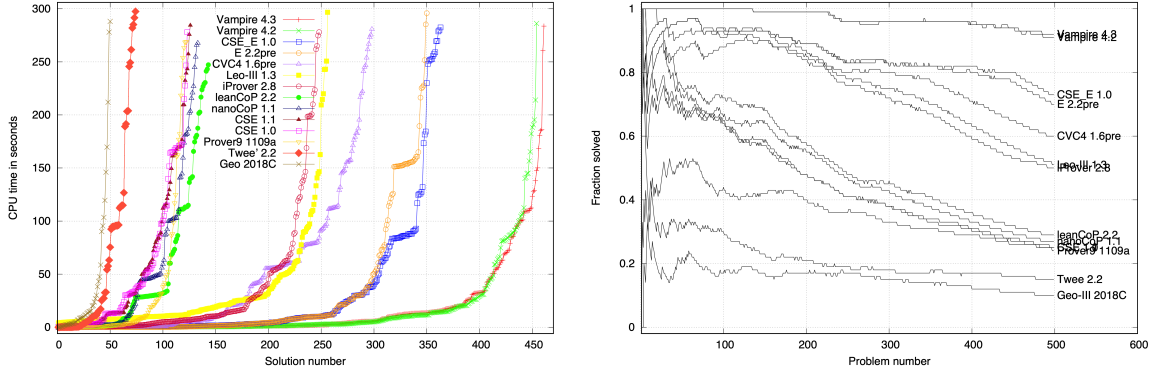 300
250
200
150
100
50
0
CPU time in seconds
Vampire 4.3
Vampire 4.2
CSE_E 1.0
E 2.2pre
CVC4 1.6pre
Leo-III 1.3
iProver 2.8
leanCoP 2.2
nanoCoP 1.1
CSE 1.1
CSE 1.0
Prover9 1109a
Twee' 2.2
Geo 2018C
0 50 100 150 200 250 300 350 400 450
Solution number
1
0.8
0.6
0.4
0.2
0
Fraction solved
Vampire 4.2
CSE_E 1.0
E 2.2pre
CVC4 1.6pre
Leo-III 1.3
iProver 2.8
leanCoP 2.2
nanoCoP 1.1
Prover9 1109a
Twee 2.2
Geo-III 2018C
0 100 200 300 400 500 600
Problem number